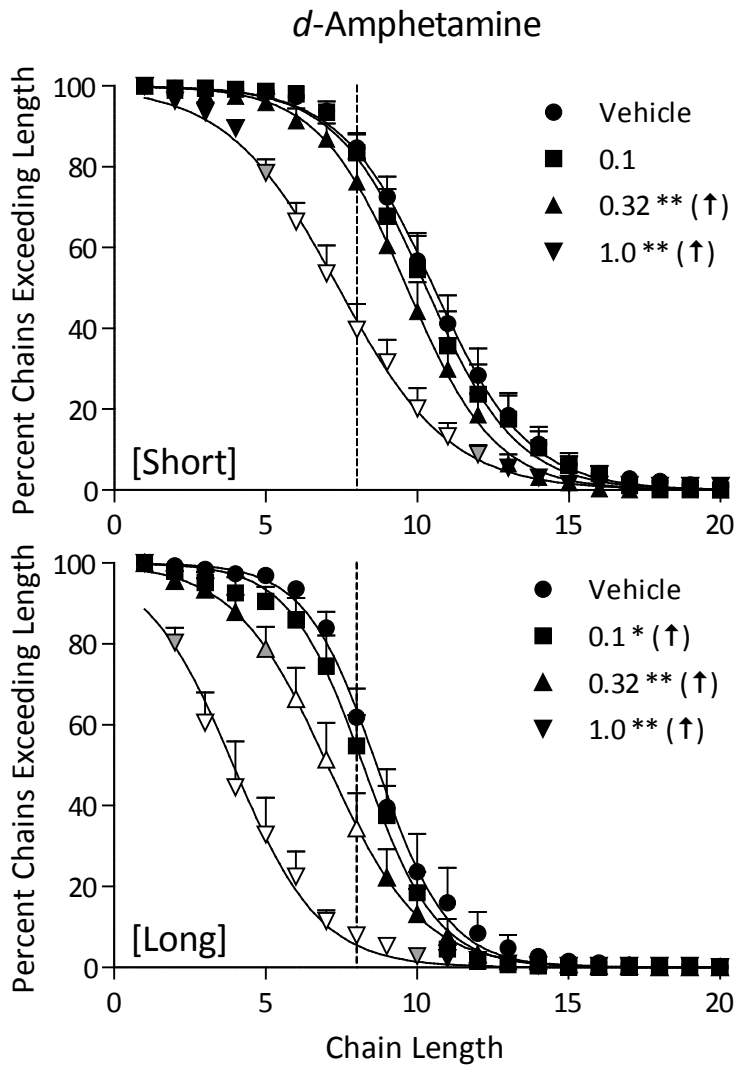 d-Amphetamine
Percent Chains Exceeding Length
100
80
60
40
20
0
Vehicle
0.1
0.32 ** (↑)
1.0 ** (↑)
[Short]
0 5 10 15 20
Percent Chains Exceeding Length
100
80
60
40
20
0
Vehicle
0.1 * (↑)
0.32 ** (↑)
1.0 ** (↑)
[Long]
0 5 10 15 20
Chain Length